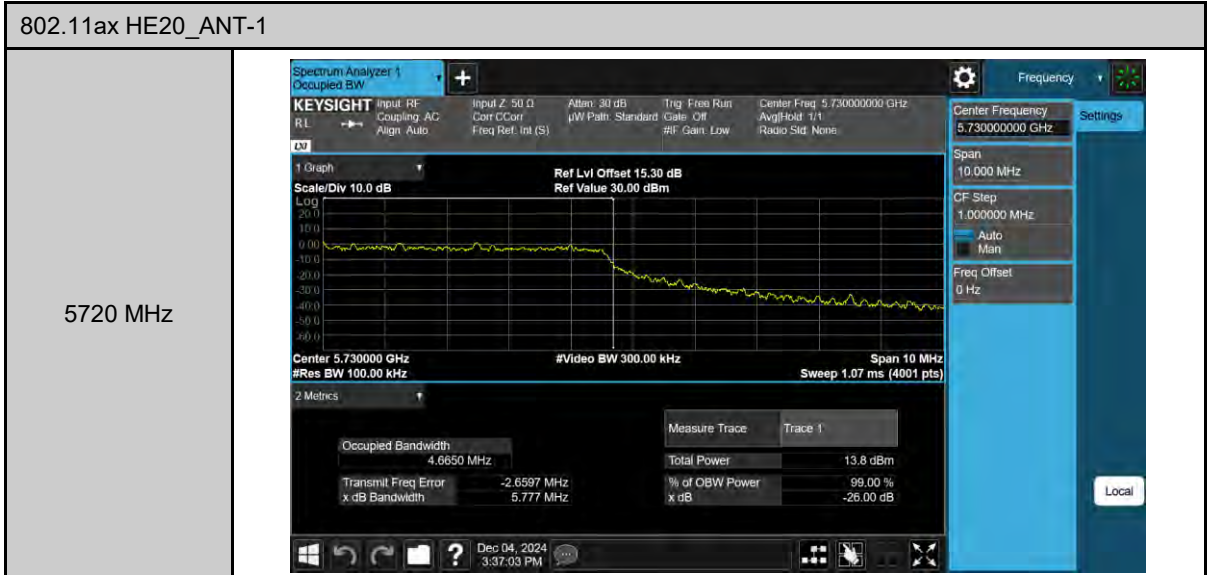 802.11ax HE20_ANT-1
5720 MHz
Spectrum Analyzer 1
Occupied BW
Frequency
KEYSIGHT
RL
LXI
Input: RF
Coupling: AC
Align: Auto
Input Z: 50 Ω
Corr CCorr
Freq Ref: Int (S)
Atten: 30 dB
µW Path: Standard
Trig: Free Run
Gate: Off
#IF Gain: Low
Center Freq: 5.730000000 GHz
Avg|Hold: 1/1
Radio Std: None
Center Frequency
5.730000000 GHz
Settings
Span
10.000 MHz
CF Step
1.000000 MHz
Auto
Man
Freq Offset
0 Hz
1 Graph
Scale/Div 10.0 dB
Ref Lvl Offset 15.30 dB
Ref Value 30.00 dBm
Log
20.0
10.0
0.00
-10.0
-20.0
-30.0
-40.0
-50.0
-60.0
Center 5.730000 GHz
#Video BW 300.00 kHz
Span 10 MHz
#Res BW 100.00 kHz
Sweep 1.07 ms (4001 pts)
2 Metrics
Measure Trace Trace 1
Occupied Bandwidth
4.6650 MHz
Total Power 13.8 dBm
Transmit Freq Error -2.6597 MHz
% of OBW Power 99.00 %
x dB Bandwidth 5.777 MHz
x dB -26.00 dB
Local
Dec 04, 2024
3:37:03 PM